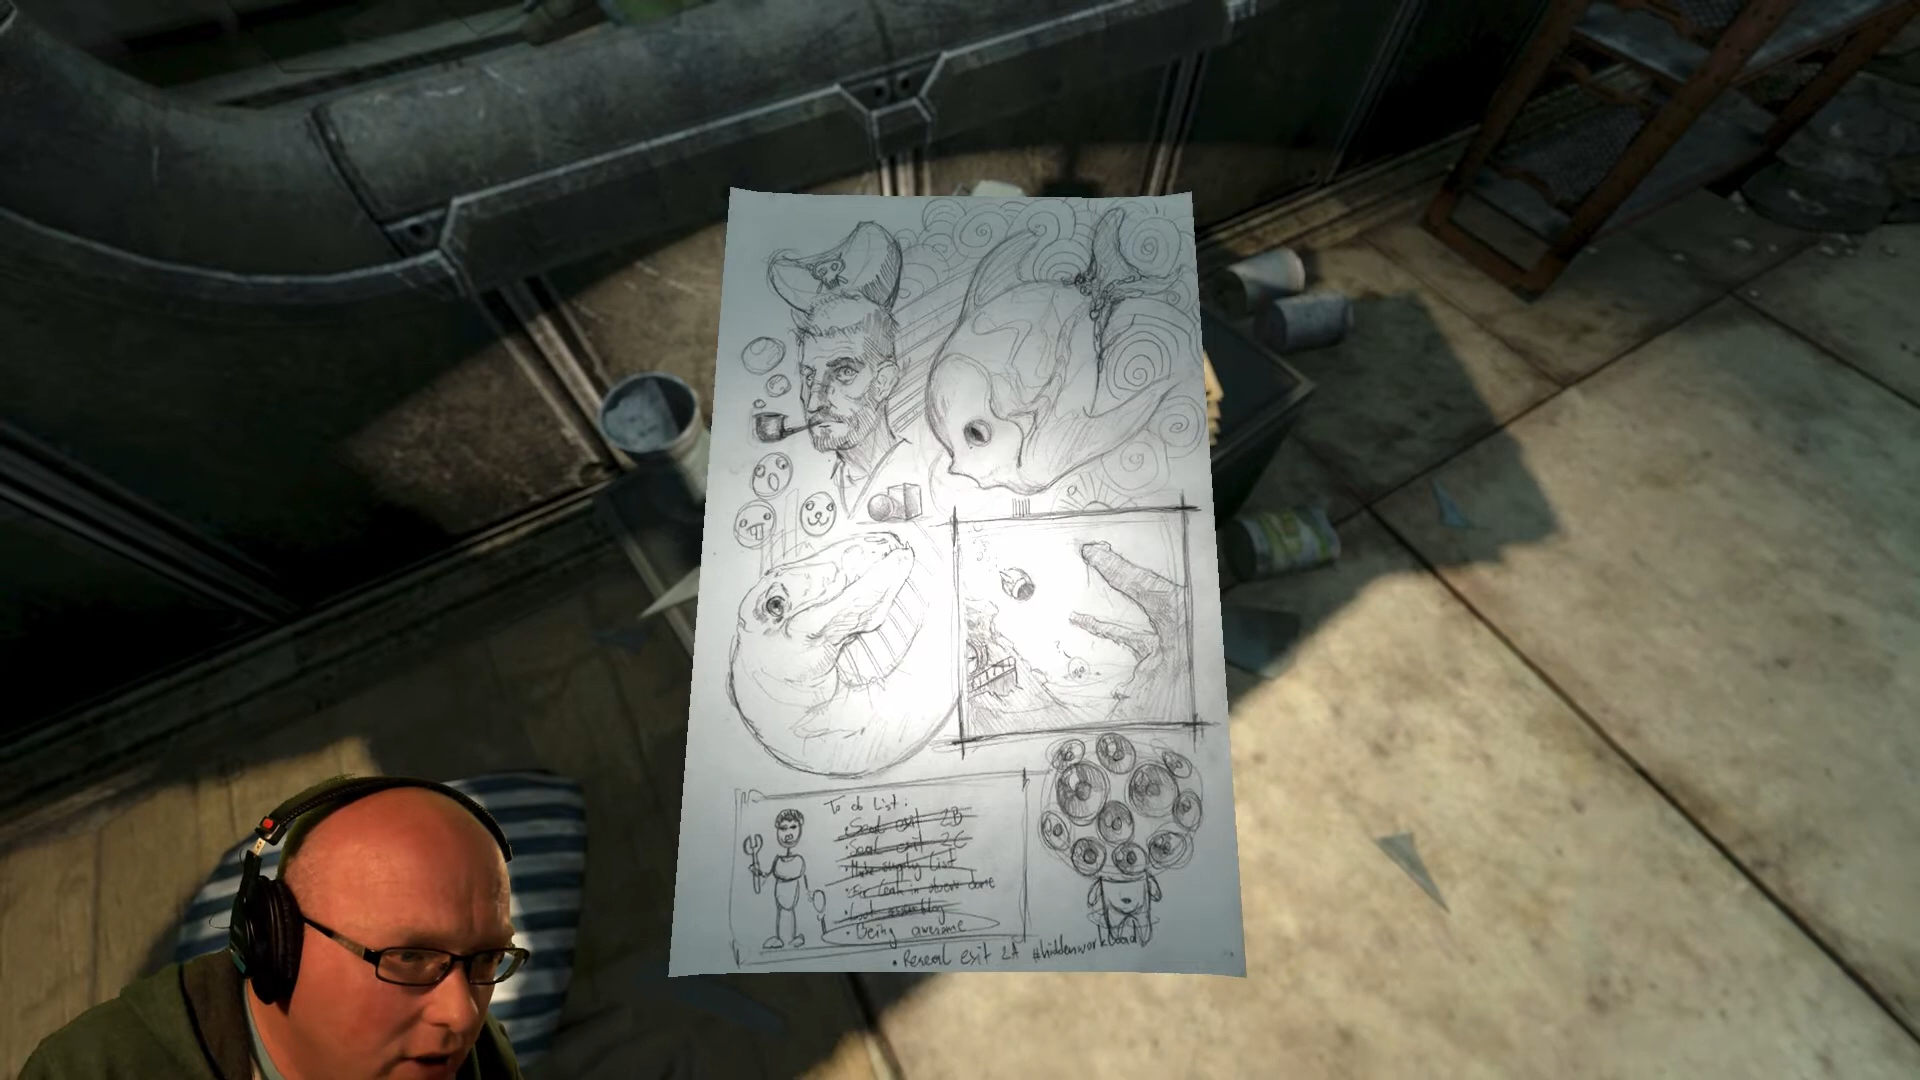 To do List:
• Seal exit 2B
• Seal exit 2C
• Make supply List
• Fix leak in
• Being awesome
• Reseal exit 2A #hiddenworkload